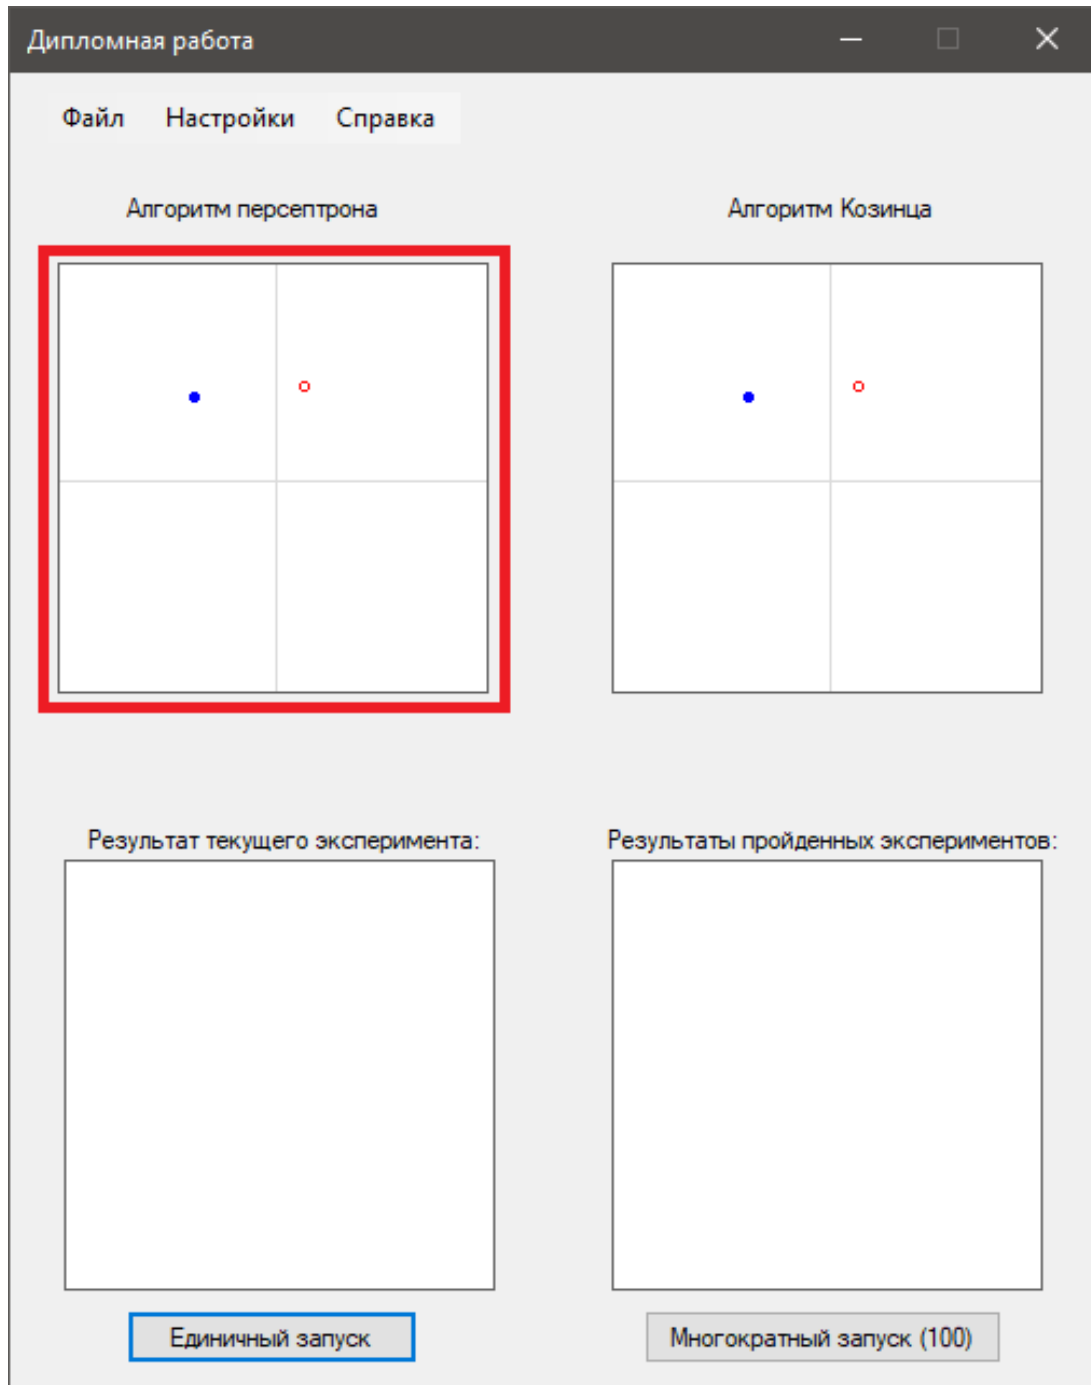 Дипломная работа
Файл Настройки Справка
Алгоритм персептрона
Алгоритм Козинца
Результат текущего эксперимента:
Результаты пройденных экспериментов:
Единичный запуск
Многократный запуск (100)